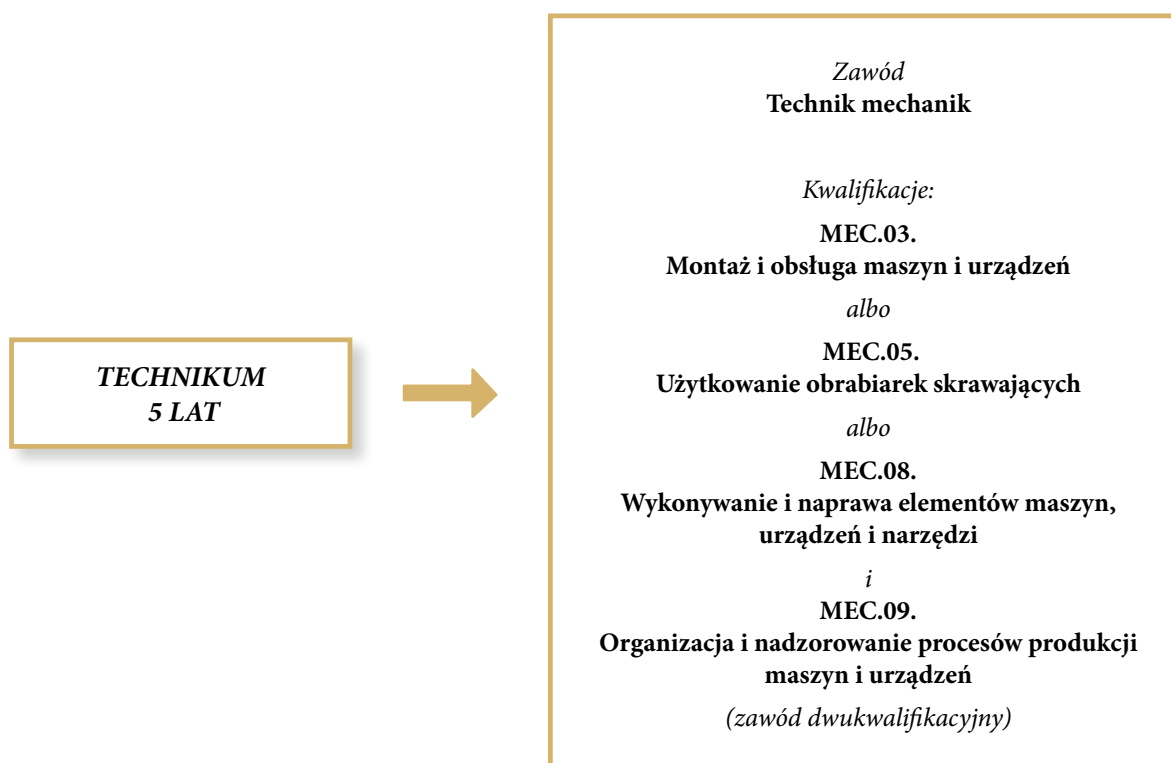 TECHNIKUM
5 LAT
Zawód
Technik mechanik
Kwalifikacje:
MEC.03.
Montaż i obsługa maszyn i urządzeń
albo
MEC.05.
Użytkowanie obrabiarek skrawających
albo
MEC.08.
Wykonywanie i naprawa elementów maszyn,
urządzeń i narzędzi
i
MEC.09.
Organizacja i nadzorowanie procesów produkcji
maszyn i urządzeń
(zawód dwukwalifikacyjny)